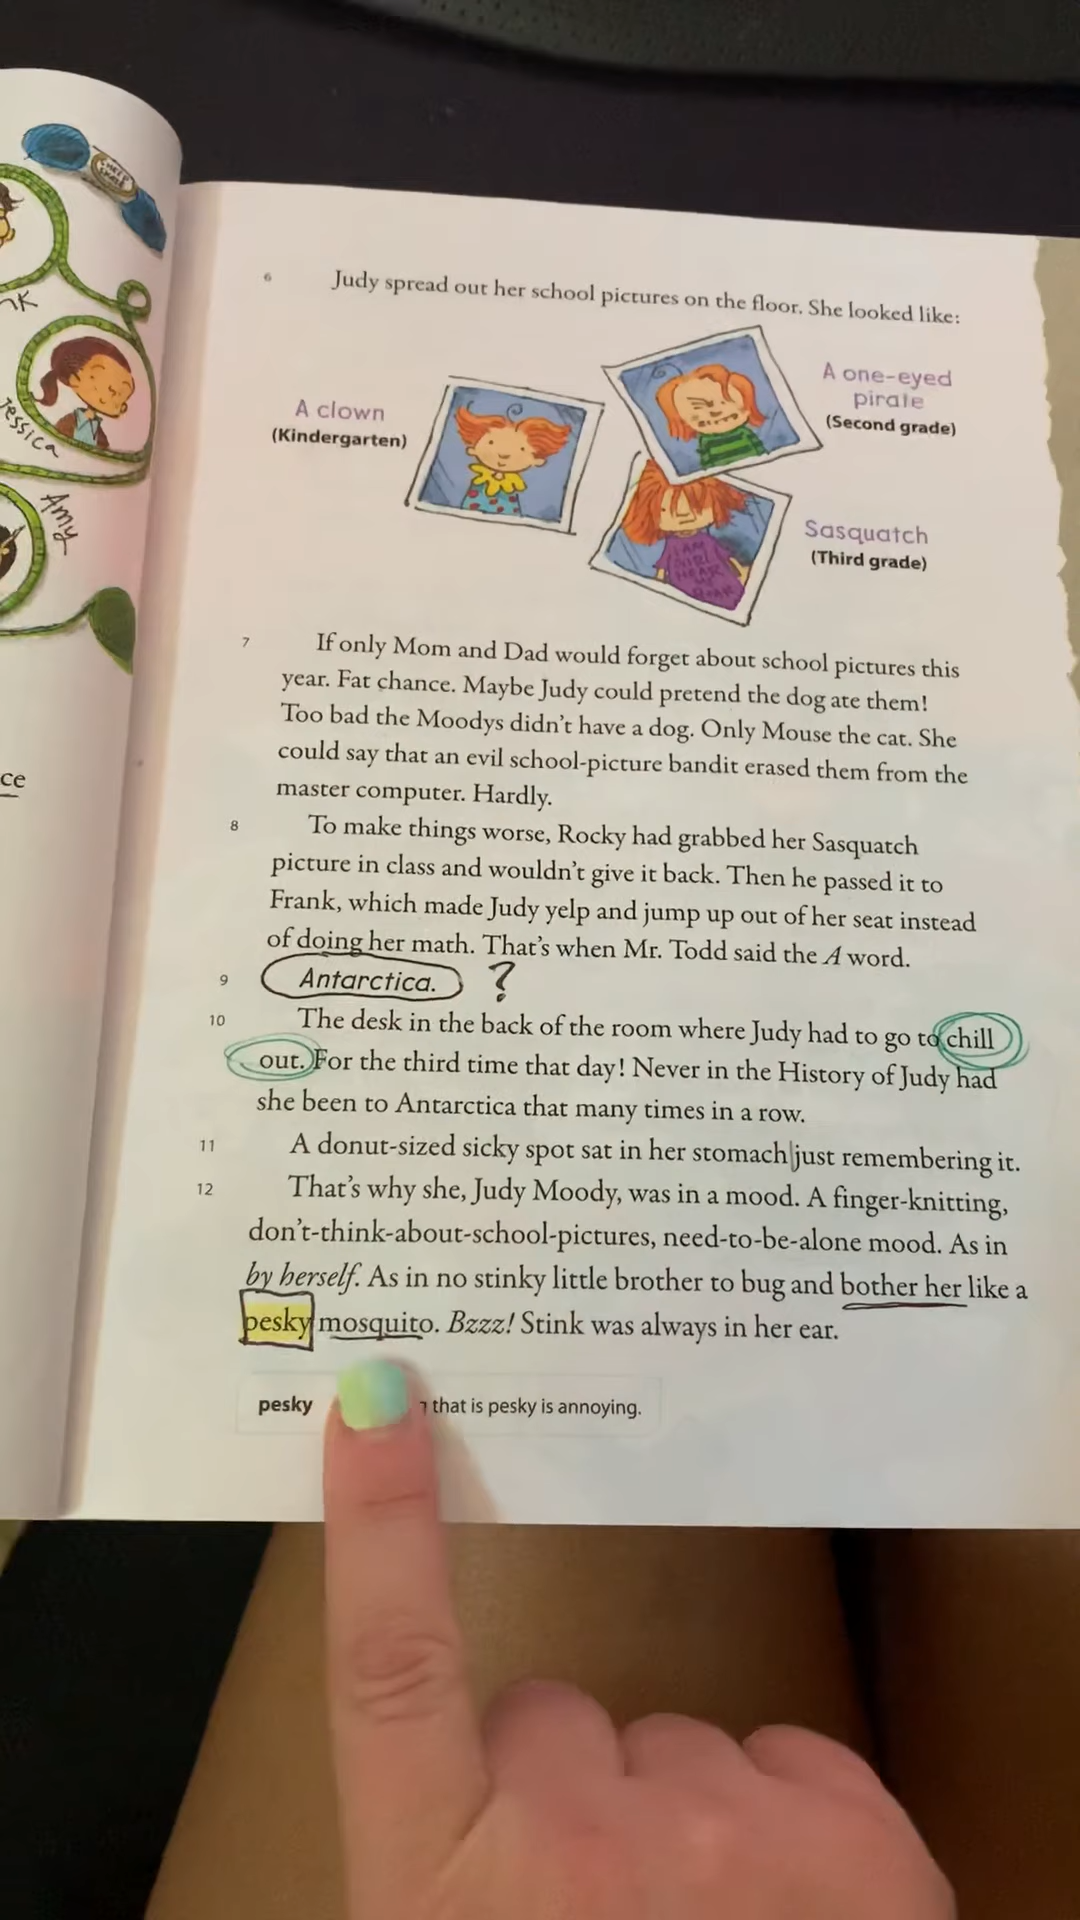 Jessica
Amy
ce
6 Judy spread out her school pictures on the floor. She looked like:
A clown
(Kindergarten)
A one-eyed
pirate
(Second grade)
Sasquatch
(Third grade)
I AM
GIRL
HEAR
ME
ROAR
7 If only Mom and Dad would forget about school pictures this
year. Fat chance. Maybe Judy could pretend the dog ate them!
Too bad the Moodys didn't have a dog. Only Mouse the cat. She
could say that an evil school-picture bandit erased them from the
master computer. Hardly.
8 To make things worse, Rocky had grabbed her Sasquatch
picture in class and wouldn't give it back. Then he passed it to
Frank, which made Judy yelp and jump up out of her seat instead
of doing her math. That's when Mr. Todd said the A word.
9 Antarctica. ?
10 The desk in the back of the room where Judy had to go to chill
out. For the third time that day! Never in the History of Judy had
she been to Antarctica that many times in a row.
11 A donut-sized sicky spot sat in her stomach just remembering it.
12 That's why she, Judy Moody, was in a mood. A finger-knitting,
don't-think-about-school-pictures, need-to-be-alone mood. As in
by herself. As in no stinky little brother to bug and bother her like a
pesky mosquito. Bzzz! Stink was always in her ear.
pesky that is pesky is annoying.